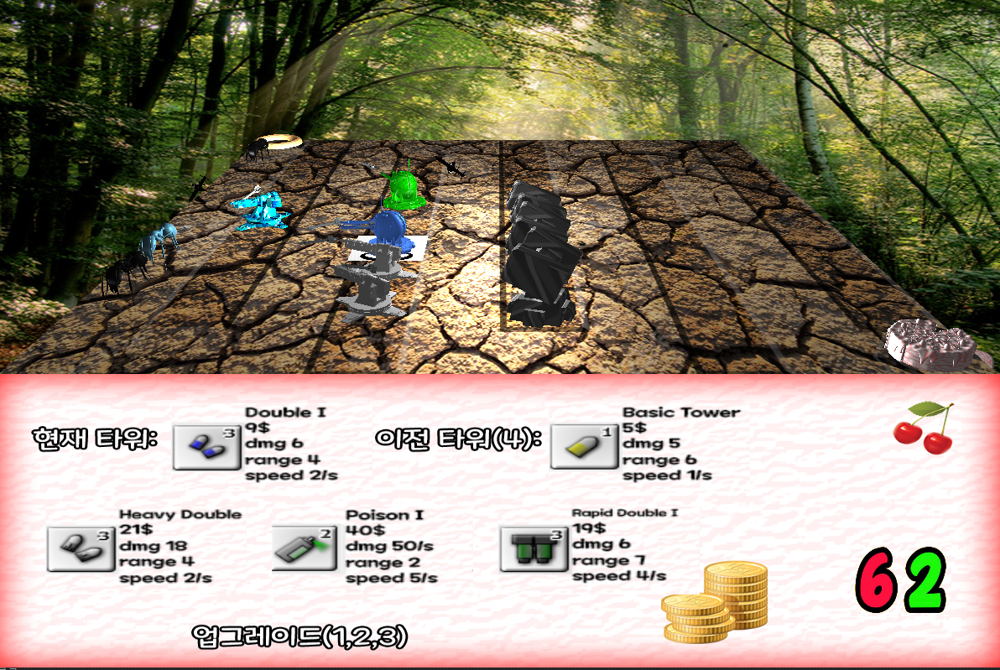 현재 타워:
3
Double I
9$
dmg 6
range 4
speed 2/s
이전 타워(4):
1
Basic Tower
5$
dmg 5
range 6
speed 1/s
3
Heavy Double
21$
dmg 18
range 4
speed 2/s
2
Poison I
40$
dmg 50/s
range 2
speed 5/s
3
Rapid Double I
19$
dmg 6
range 7
speed 4/s
62
업그레이드(1,2,3)